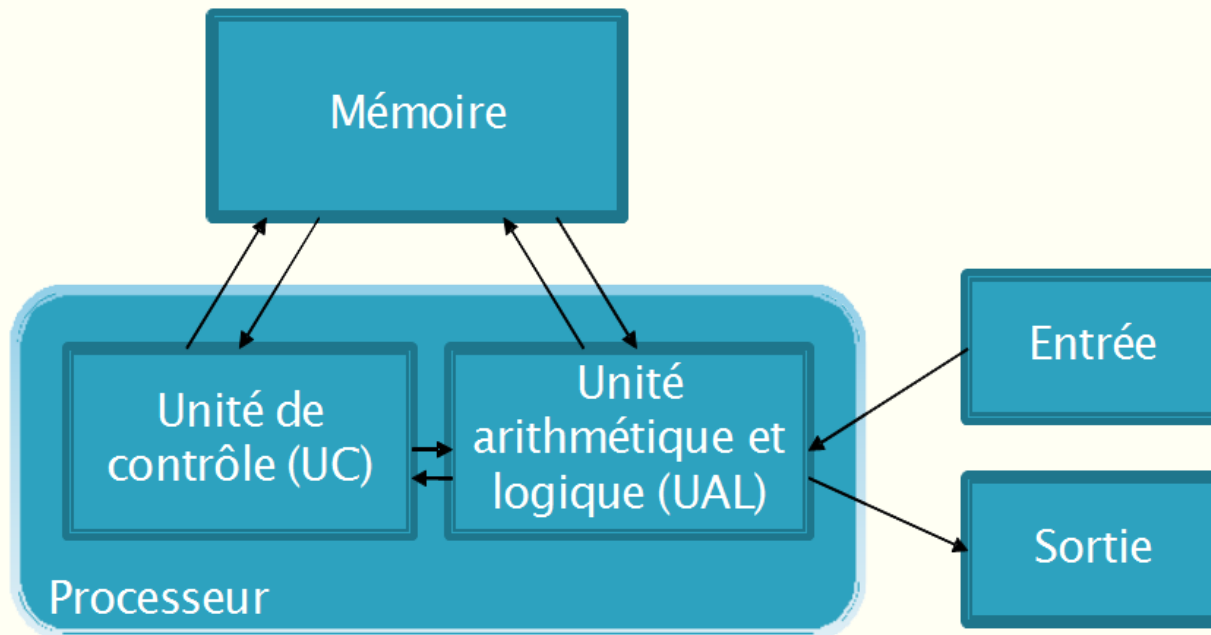 Mémoire
Unité de
contrôle (UC)
Unité
arithmétique et
logique (UAL)
Entrée
Sortie
Processeur